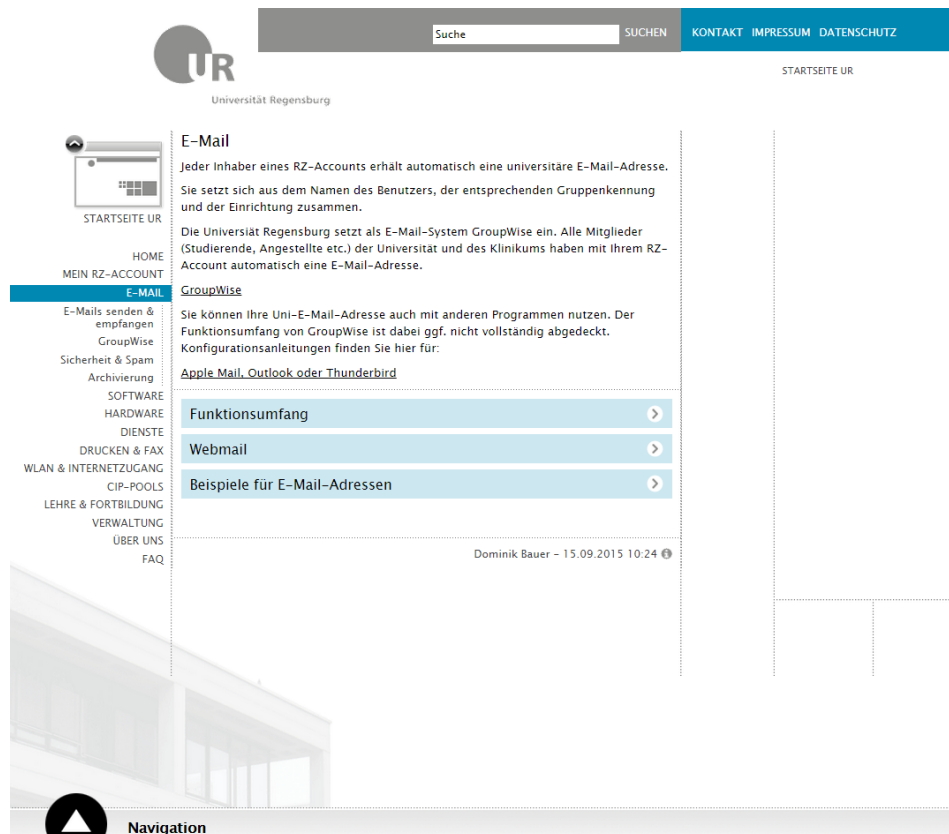 Suche
SUCHEN
KONTAKT IMPRESSUM DATENSCHUTZ
STARTSEITE UR
UR
Universität Regensburg
STARTSEITE UR
HOME
MEIN RZ-ACCOUNT
E-MAIL
E-Mails senden &
empfangen
GroupWise
Sicherheit & Spam
Archivierung
SOFTWARE
HARDWARE
DIENSTE
DRUCKEN & FAX
WLAN & INTERNETZUGANG
CIP-POOLS
LEHRE & FORTBILDUNG
VERWALTUNG
ÜBER UNS
FAQ
E-Mail
Jeder Inhaber eines RZ-Accounts erhält automatisch eine universitäre E-Mail-Adresse.
Sie setzt sich aus dem Namen des Benutzers, der entsprechenden Gruppenkennung
und der Einrichtung zusammen.
Die Universiät Regensburg setzt als E-Mail-System GroupWise ein. Alle Mitglieder
(Studierende, Angestellte etc.) der Universität und des Klinikums haben mit Ihrem RZ-
Account automatisch eine E-Mail-Adresse.
GroupWise
Sie können Ihre Uni-E-Mail-Adresse auch mit anderen Programmen nutzen. Der
Funktionsumfang von GroupWise ist dabei ggf. nicht vollständig abgedeckt.
Konfigurationsanleitungen finden Sie hier für:
Apple Mail, Outlook oder Thunderbird
Funktionsumfang
Webmail
Beispiele für E-Mail-Adressen
Dominik Bauer - 15.09.2015 10:24
Navigation